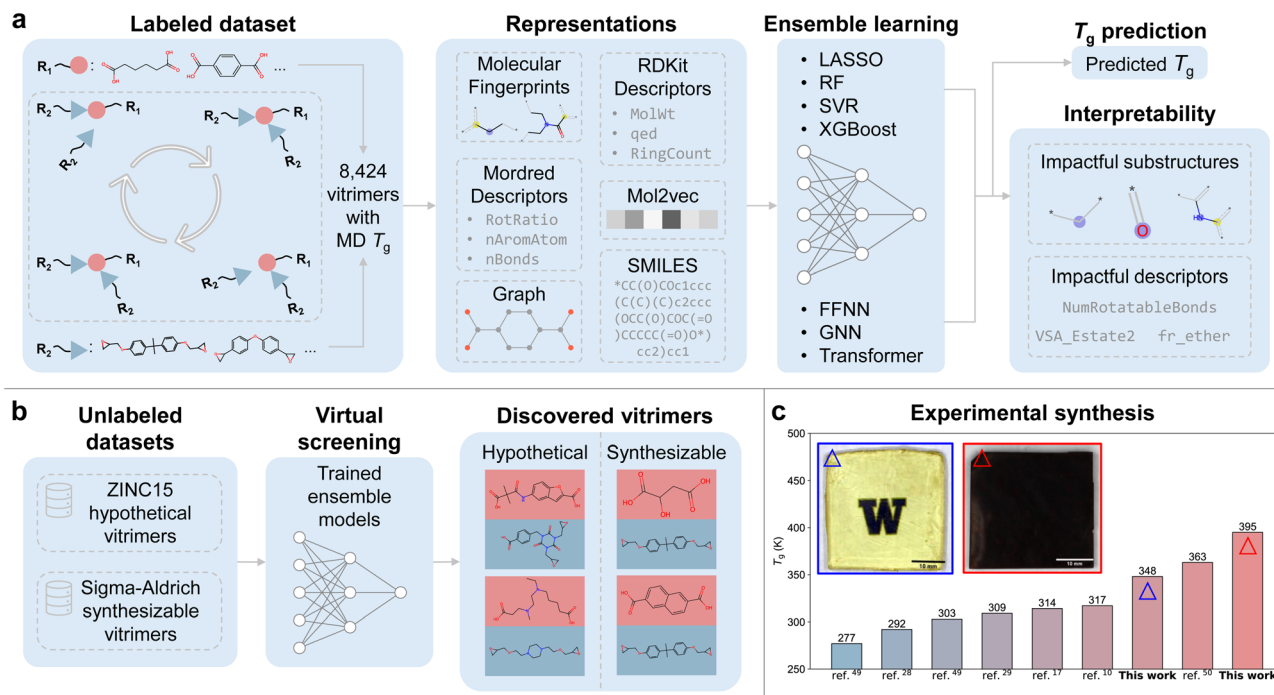 a
Labeled dataset
R1 :
HO
O
O
OH
HO
O
O
OH
...
R2
R1
R2
R2
R1
R2
R2
R1
R2
R2
R1
R2
R2 :
...
8,424
vitrimers
with
MD Tg
Representations
Molecular
Fingerprints
RDKit
Descriptors
• MolWt
• qed
• RingCount
Mordred
Descriptors
• RotRatio
• nAromAtom
• nBonds
Mol2vec
Graph
SMILES
*CC(O)COc1ccc
(C(C)(C)c2ccc
(OCC(O)COC(=O
)CCCCC(=O)O*)
cc2)cc1
Ensemble learning
• LASSO
• RF
• SVR
• XGBoost
• FFNN
• GNN
• Transformer
Tg prediction
Predicted Tg
Interpretability
Impactful substructures
*
*
O
HN
Impactful descriptors
NumRotatableBonds
VSA_Estate2 fr_ether
b
Unlabeled
datasets
ZINC15
hypothetical
vitrimers
Sigma-Aldrich
synthesizable
vitrimers
Virtual
screening
Trained
ensemble
models
Discovered vitrimers
Hypothetical Synthesizable
c
Experimental synthesis
Tg (K)
500
450
400
350
300
250
W
10 mm
10 mm
277
292
303
309
314
317
348
363
395
ref. 49
ref. 28
ref. 49
ref. 29
ref. 17
ref. 10
This work
ref. 50
This work